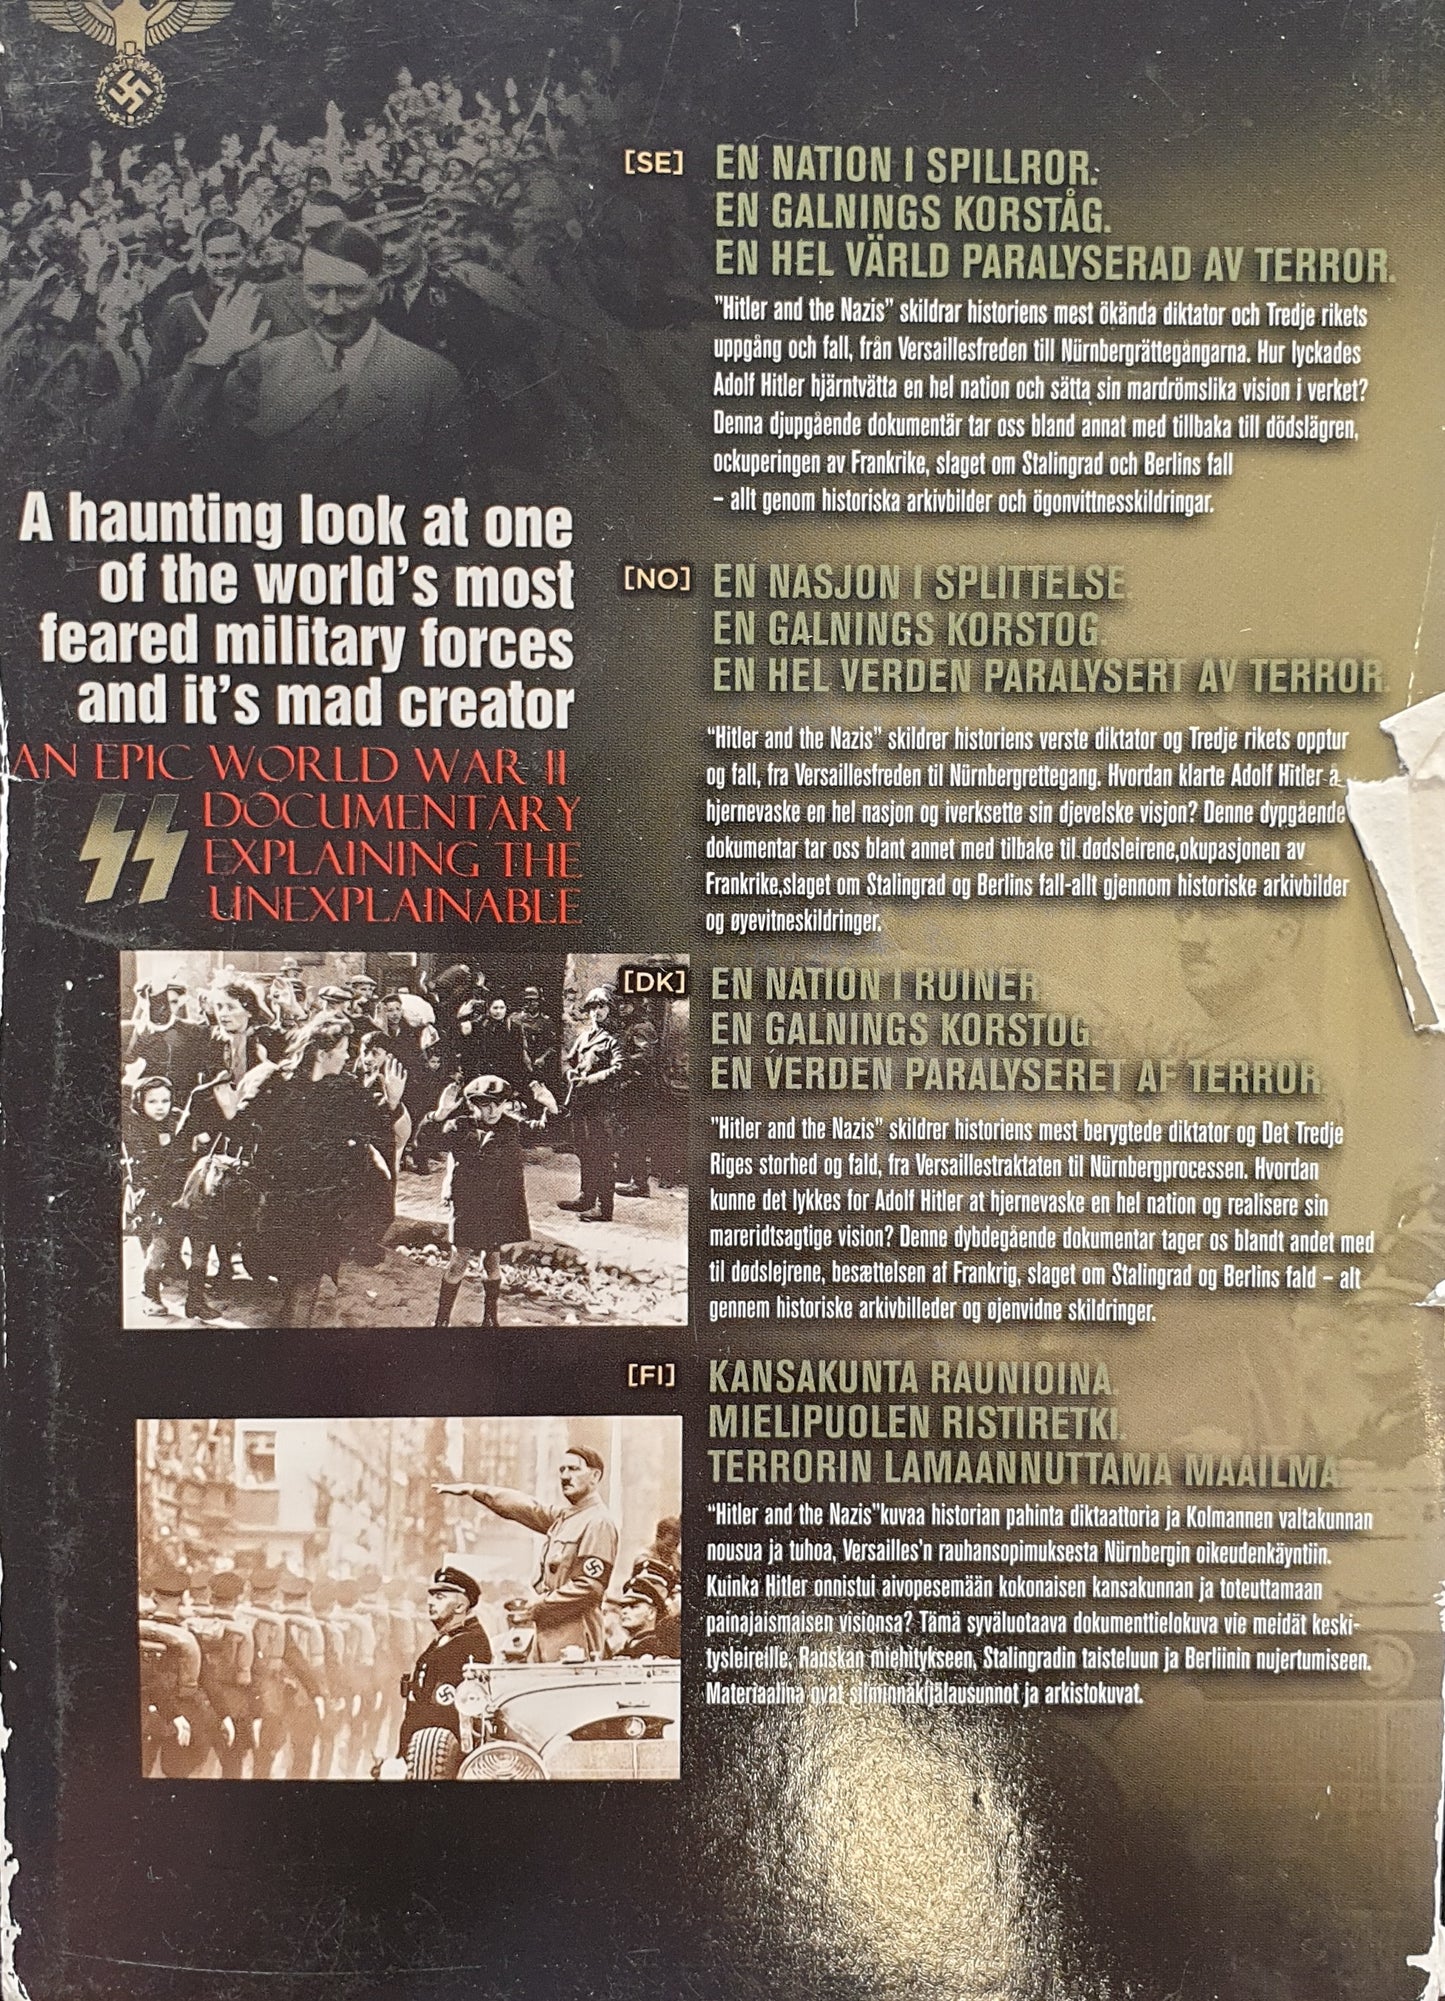 A haunting look at one
of the world's most
feared military forces
and it's mad creator
AN EPIC WORLD WAR II
DOCUMENTARY
EXPLAINING THE
UNEXPLAINABLE
[SE]
EN NATION I SPILLROR.
EN GALNINGS KORSTÅG.
EN HEL VÄRLD PARALYSERAD AV TERROR.
"Hitler and the Nazis" skildrar historiens mest ökända diktator och Tredje rikets
uppgång och fall, från Versaillesfreden till Nürnbergrättegångarna. Hur lyckades
Adolf Hitler hjärntvätta en hel nation och sätta sin mardrömslika vision i verket?
Denna djupgående dokumentär tar oss bland annat med tillbaka till dödslägren,
ockuperingen av Frankrike, slaget om Stalingrad och Berlins fall
– allt genom historiska arkivbilder och ögonvittnesskildringar.
[NO]
EN NASJON I SPLITTELSE
EN GALNINGS KORSTOG.
EN HEL VERDEN PARALYSERT AV TERROR.
"Hitler and the Nazis" skildrer historiens verste diktator og Tredje rikets opptur
og fall, fra Versaillesfreden til Nürnbergrettegang. Hvordan klarte Adolf Hitler å
hjernevaske en hel nasjon og iverksette sin djevelske visjon? Denne dypgående
dokumentar tar oss blant annet med tilbake til dødsleirene,okupasjonen av
Frankrike,slaget om Stalingrad og Berlins fall-allt gjennom historiske arkivbilder
og øyevitneskildringer.
[DK]
EN NATION I RUINER
EN GALNINGS KORSTOG.
EN VERDEN PARALYSERET AF TERROR
"Hitler and the Nazis" skildrer historiens mest berygtede diktator og Det Tredje
Riges storhed og fald, fra Versaillestraktaten til Nürnbergprocessen. Hvordan
kunne det lykkes for Adolf Hitler at hjernevaske en hel nation og realisere sin
mareridtsagtige vision? Denne dybdegående dokumentar tager os blandt andet med
til dødslejrene, besættelsen af Frankrig, slaget om Stalingrad og Berlins fald – alt
gennem historiske arkivbilleder og øjenvidne skildringer.
[FI]
KANSAKUNTA RAUNIOINA.
MIELIPUOLEN RISTIRETKI.
TERRORIN LAMAANNUTTAMA MAAILMA
"Hitler and the Nazis"kuvaa historian pahinta diktaattoria ja Kolmannen valtakunnan
nousua ja tuhoa, Versailles'n rauhansopimuksesta Nürnbergin oikeudenkäyntiin.
Kuinka Hitler onnistui aivopesemään kokonaisen kansakunnan ja toteuttamaan
painajaismaisen visionsa? Tämä syväluotaava dokumenttielokuva vie meidät keski-
tysleireille, Ranskan miehitykseen, Stalingradin taisteluun ja Berliinin nujertumiseen.
Materiaalina ovat silminnäkijälausunnot ja arkistokuvat.